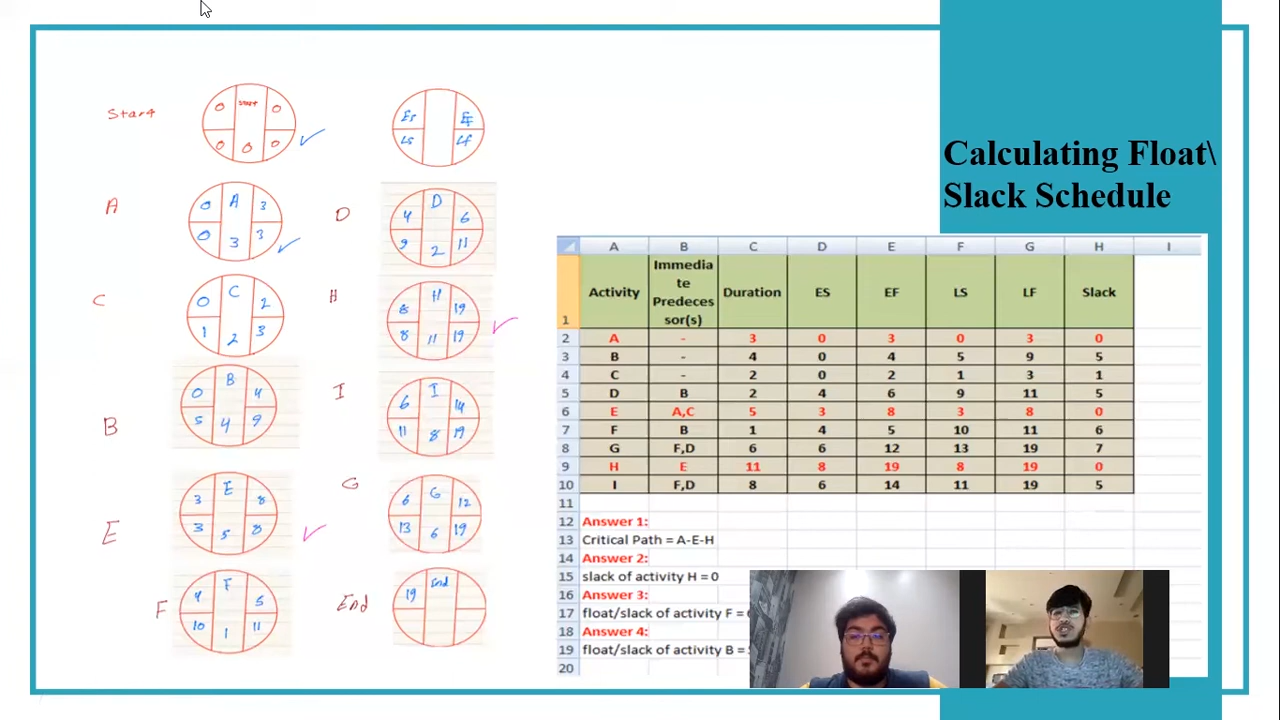 Start
START
0 0
0 0 0
Es EF
Ls LF
A
0 A 3
0 3 3
D
4 D 6
9 2 11
C
0 C 2
1 2 3
H
8 H 19
8 11 19
B
0 B 4
5 4 9
I
6 I 14
11 8 19
E
3 E 8
3 5 8
G
6 G 12
13 6 19
F
4 F 5
10 1 11
End
19 End
Calculating Float\
Slack Schedule
A B C D E F G H I
1 Activity Immedia te Predeces sor(s) Duration ES EF LS LF Slack
2 A - 3 0 3 0 3 0
3 B - 4 0 4 5 9 5
4 C - 2 0 2 1 3 1
5 D B 2 4 6 9 11 5
6 E A,C 5 3 8 3 8 0
7 F B 1 4 5 10 11 6
8 G F,D 6 6 12 13 19 7
9 H E 11 8 19 8 19 0
10 I F,D 8 6 14 11 19 5
11
12 Answer 1:
13 Critical Path = A-E-H
14 Answer 2:
15 slack of activity H = 0
16 Answer 3:
17 float/slack of activity F =
18 Answer 4:
19 float/slack of activity B =
20